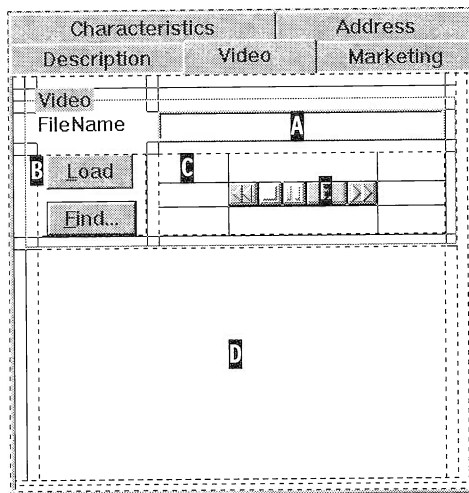 Characteristics Address
Description Video Marketing
Video
FileName A
B Load C
<< E >>
Find...
D